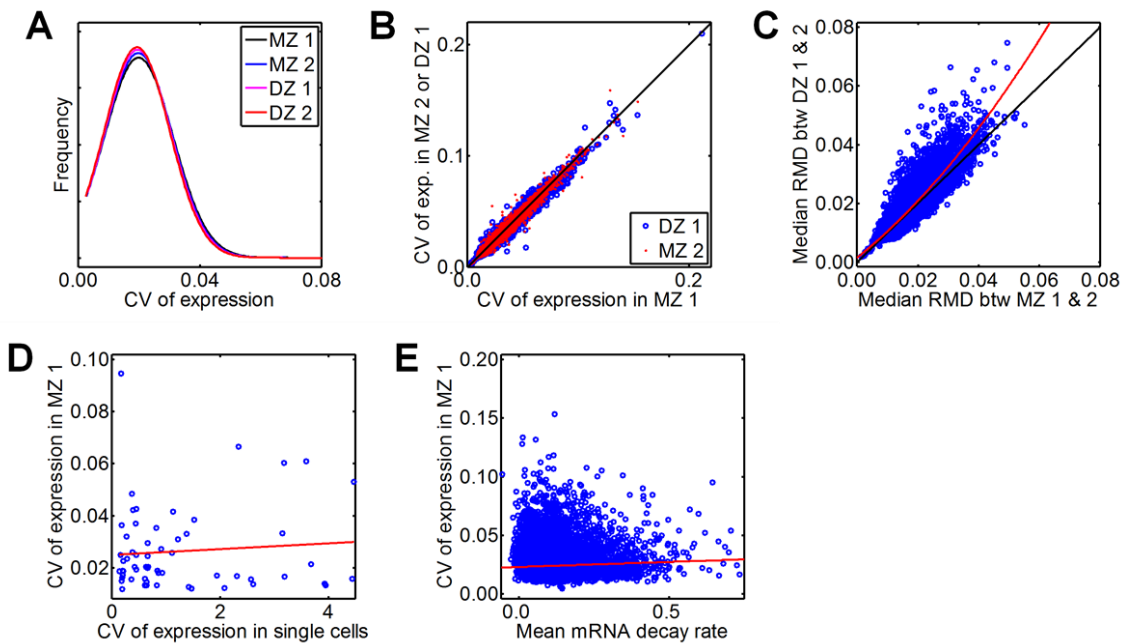 A
Frequency
MZ 1
MZ 2
DZ 1
DZ 2
0.00
0.04
0.08
CV of expression
B
CV of exp. in MZ 2 or DZ 1
0.2
0.1
0.0
DZ 1
MZ 2
0.2
CV of expression in MZ 1
C
Median RMD btw DZ 1 & 2
0.08
0.06
0.04
0.02
0.00
0.00
0.02
0.04
0.06
0.08
Median RMD btw MZ 1 & 2
D
CV of expression in MZ 1
0.10
0.08
0.06
0.04
0.02
0
2
4
CV of expression in single cells
E
CV of expression in MZ 1
0.20
0.15
0.10
0.05
0.00
0.0
0.5
Mean mRNA decay rate